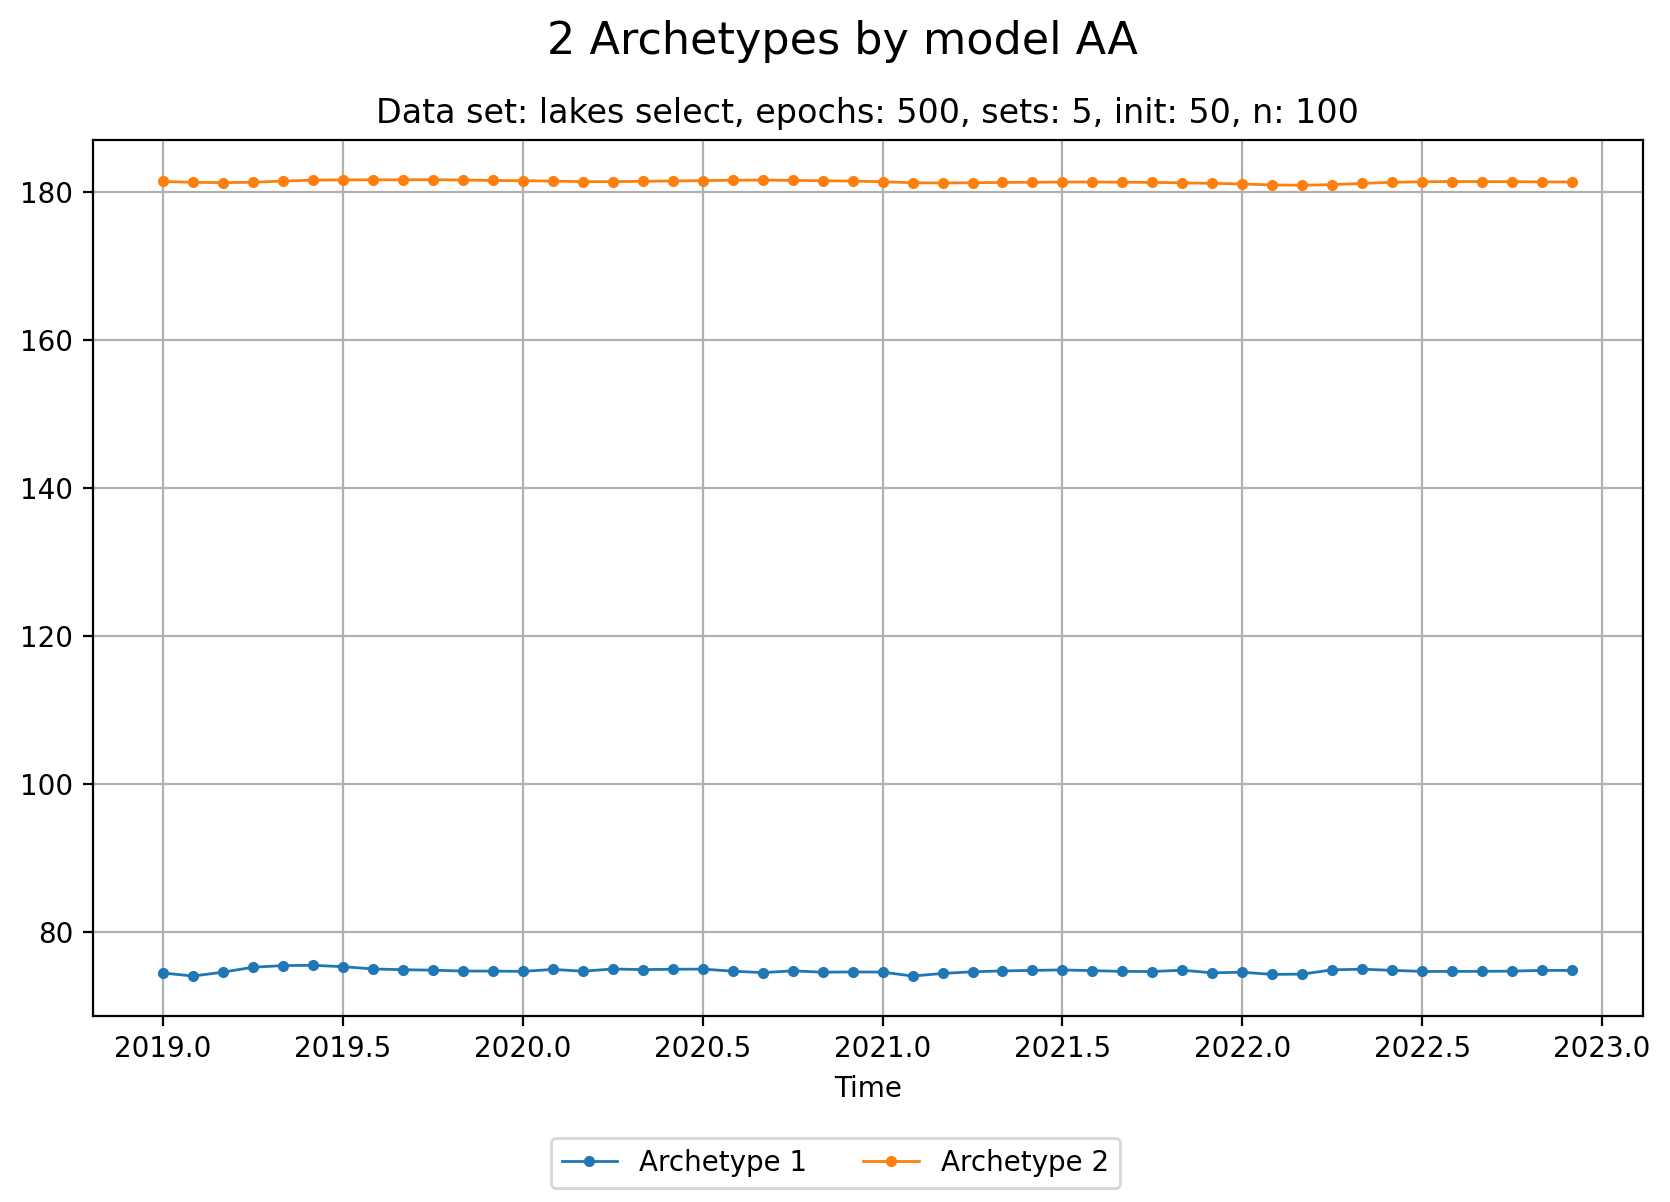 2 Archetypes by model AA
Data set: lakes select, epochs: 500, sets: 5, init: 50, n: 100
180
160
140
120
100
80
2019.0 2019.5 2020.0 2020.5 2021.0 2021.5 2022.0 2022.5 2023.0
Time
Archetype 1 Archetype 2